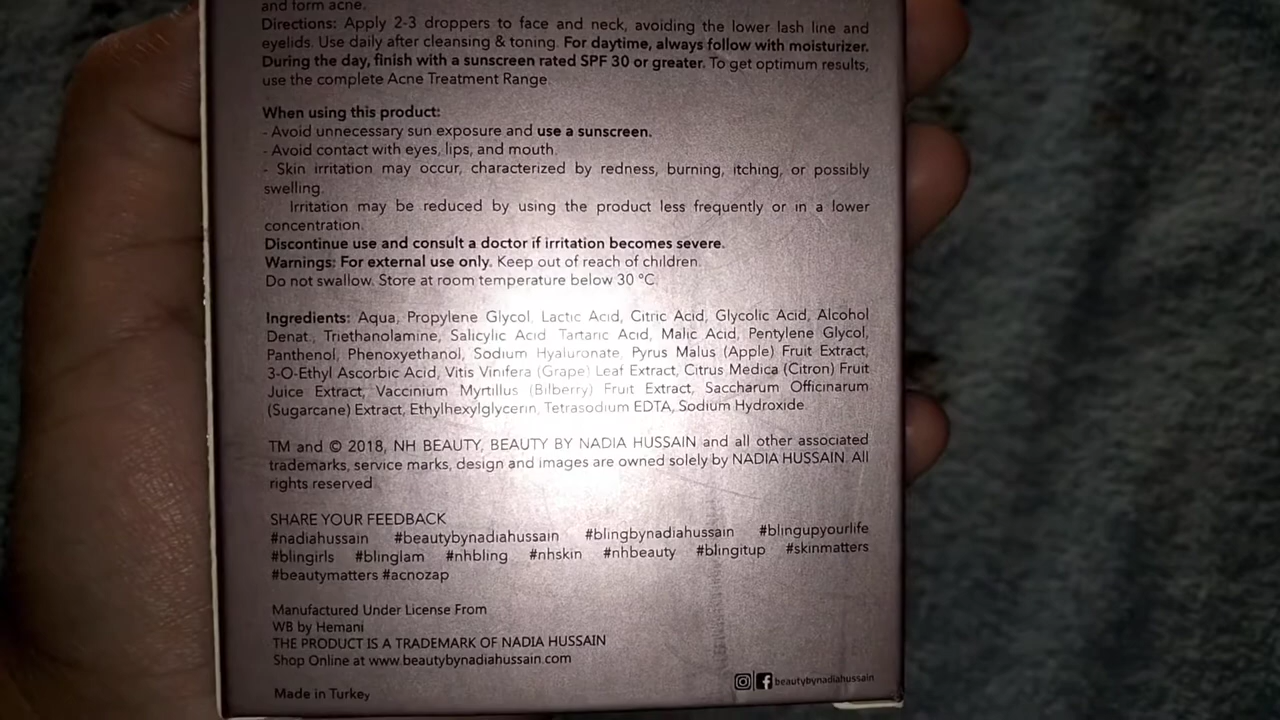 and form acne.
Directions: Apply 2-3 droppers to face and neck, avoiding the lower lash line and
eyelids. Use daily after cleansing & toning. For daytime, always follow with moisturizer.
During the day, finish with a sunscreen rated SPF 30 or greater. To get optimum results,
use the complete Acne Treatment Range.
When using this product:
- Avoid unnecessary sun exposure and use a sunscreen.
- Avoid contact with eyes, lips, and mouth.
- Skin irritation may occur, characterized by redness, burning, itching, or possibly
swelling.
Irritation may be reduced by using the product less frequently or in a lower
concentration.
Discontinue use and consult a doctor if irritation becomes severe.
Warnings: For external use only. Keep out of reach of children.
Do not swallow. Store at room temperature below 30 °C.
Ingredients: Aqua, Propylene Glycol, Lactic Acid, Citric Acid, Glycolic Acid, Alcohol
Denat., Triethanolamine, Salicylic Acid, Tartaric Acid, Malic Acid, Pentylene Glycol,
Panthenol, Phenoxyethanol, Sodium Hyaluronate, Pyrus Malus (Apple) Fruit Extract,
3-O-Ethyl Ascorbic Acid, Vitis Vinifera (Grape) Leaf Extract, Citrus Medica (Citron) Fruit
Juice Extract, Vaccinium Myrtillus (Bilberry) Fruit Extract, Saccharum Officinarum
(Sugarcane) Extract, Ethylhexylglycerin, Tetrasodium EDTA, Sodium Hydroxide.
TM and © 2018, NH BEAUTY, BEAUTY BY NADIA HUSSAIN and all other associated
trademarks, service marks, design and images are owned solely by NADIA HUSSAIN. All
rights reserved.
SHARE YOUR FEEDBACK
#nadiahussain #beautybynadiahussain #blingbynadiahussain #blingupyourlife
#blingirls #blinglam #nhbling #nhskin #nhbeauty #blingitup #skinmatters
#beautymatters #acnozap
Manufactured Under License From
WB by Hemani
THE PRODUCT IS A TRADEMARK OF NADIA HUSSAIN
Shop Online at www.beautybynadiahussain.com
beautybynadiahussain
Made in Turkey